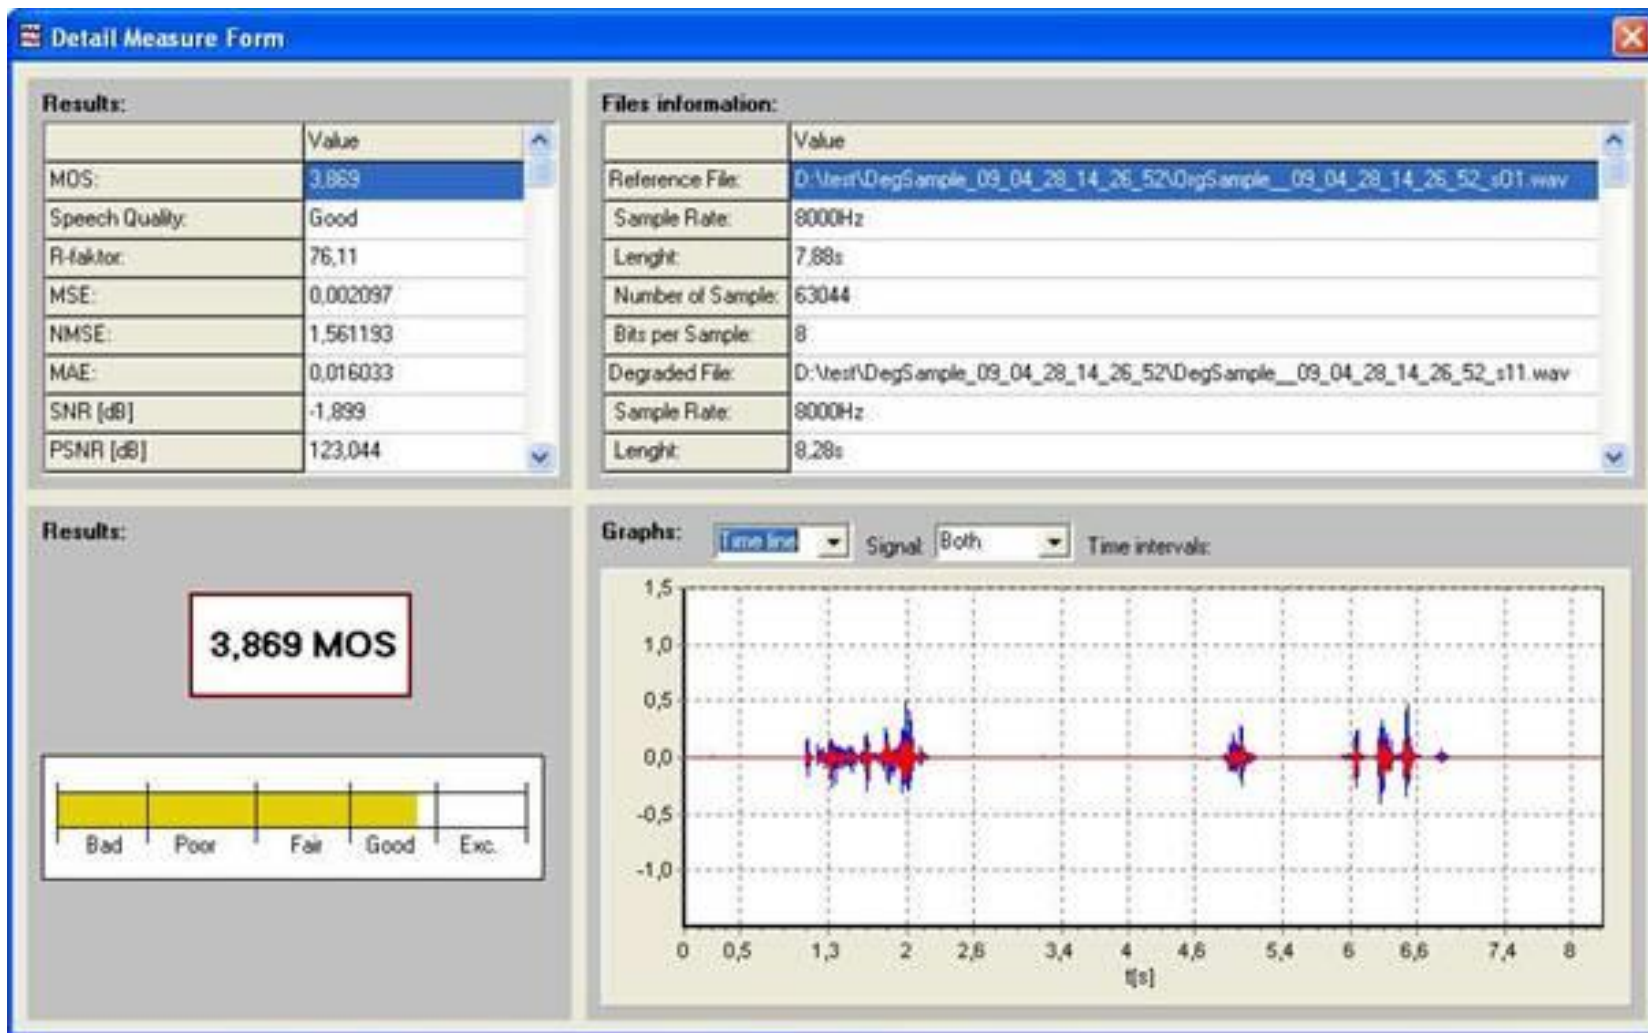 Detail Measure Form
Results:
Value
MOS: 3,869
Speech Quality: Good
R-faktor: 76,11
MSE: 0,002097
NMSE: 1,561193
MAE: 0,016033
SNR [dB] -1,899
PSNR [dB] 123,044
Files information:
Value
Reference File: D:\test\DegSample_09_04_28_14_26_52\OrgSample__09_04_28_14_26_52_s01.wav
Sample Rate: 8000Hz
Lenght: 7,88s
Number of Sample: 63044
Bits per Sample: 8
Degraded File: D:\test\DegSample_09_04_28_14_26_52\DegSample__09_04_28_14_26_52_s11.wav
Sample Rate: 8000Hz
Lenght: 8,28s
Results:
3,869 MOS
Bad Poor Fair Good Exc.
Graphs: Time line Signal: Both Time intervals:
1,5
1,0
0,5
0,0
-0,5
-1,0
0 0,5 1,3 2 2,6 3,4 4 4,6 5,4 6 6,6 7,4 8
t[s]